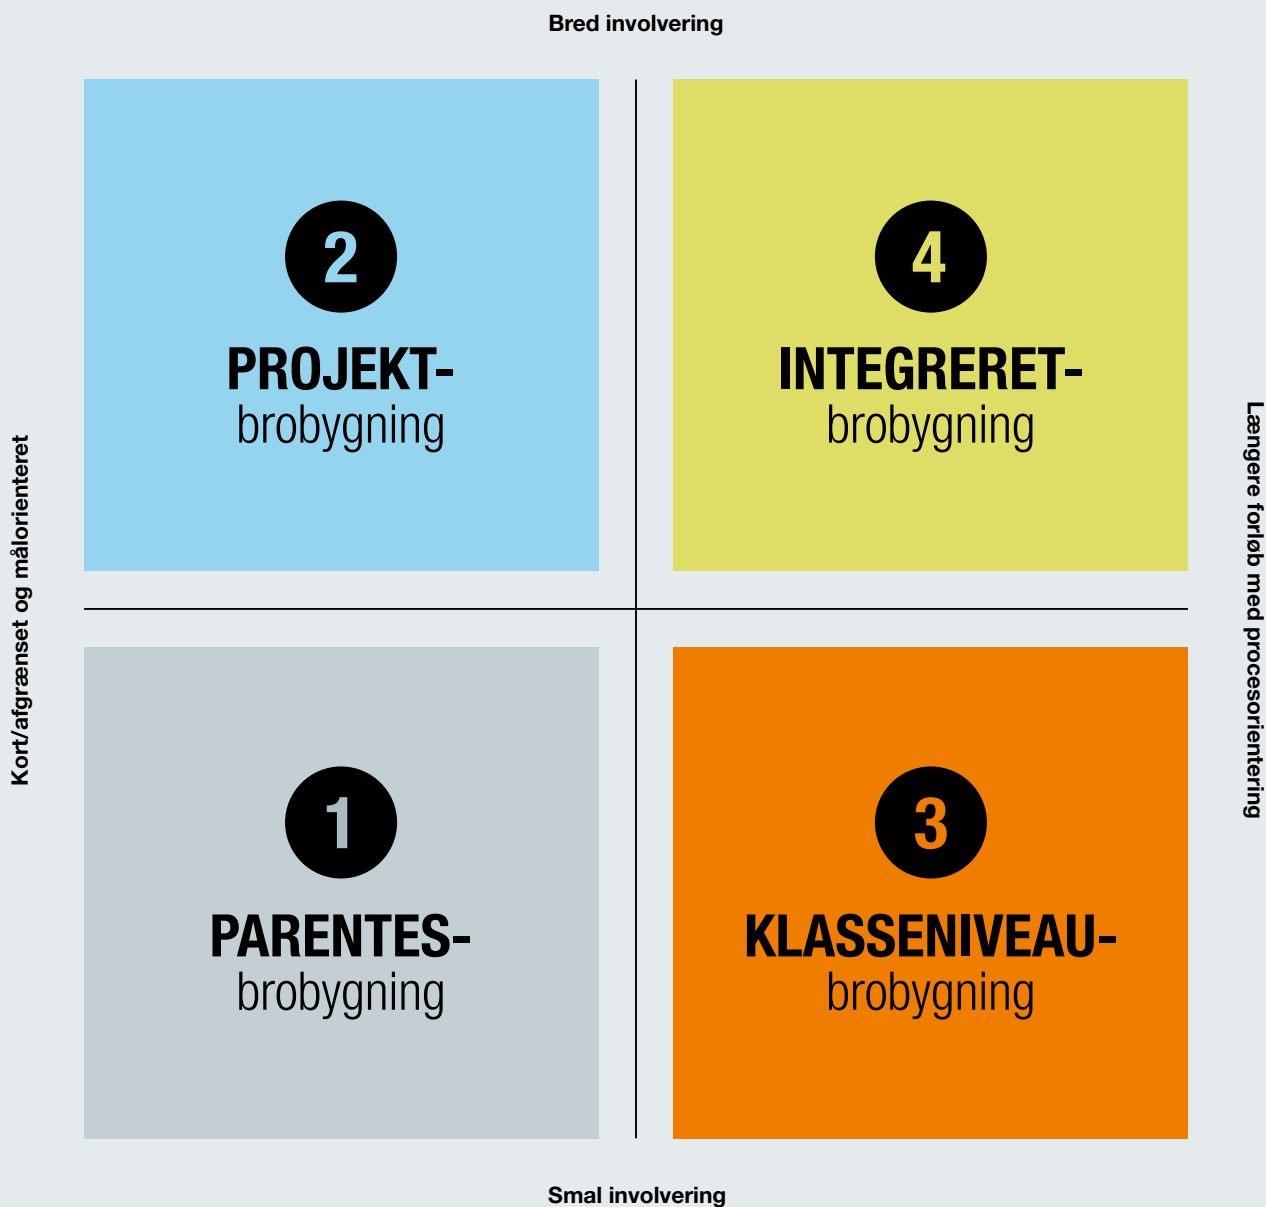 Bred involvering
2
PROJEKT-
brobygning
4
INTEGRERET-
brobygning
Kort/afgrænset og målorienteret
Længere forløb med procesorientering
1
PARENTES-
brobygning
3
KLASSENIVEAU-
brobygning
Smal involvering